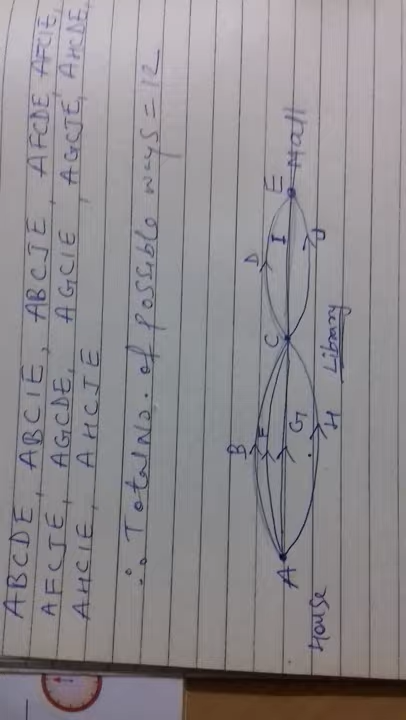 ABCDE, ABCIE, ABCJE, AFCDE, AFCIE,
AFCJE, AGCDE, AGCIE, AGCJE, AHCDE,
AHCIE, AHCJE
∴ Total No. of possible ways = 12
B
D
F
C
I
E Mall
A
G
J
H
Library
House